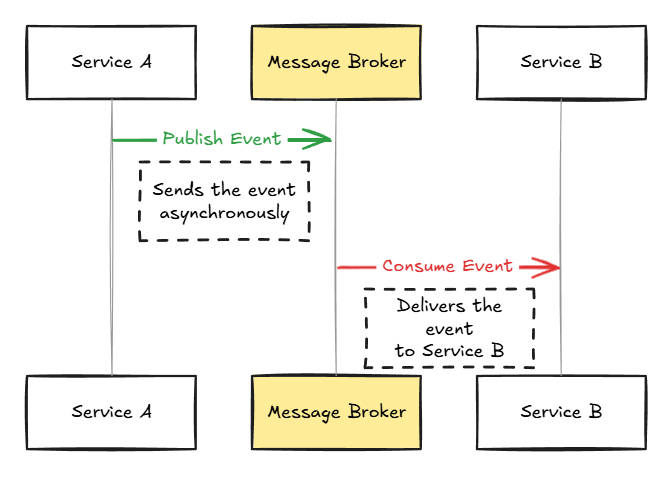 Service A
Message Broker
Service B
Publish Event
Sends the event
asynchronously
Consume Event
Delivers the
event
to Service B
Service A
Message Broker
Service B